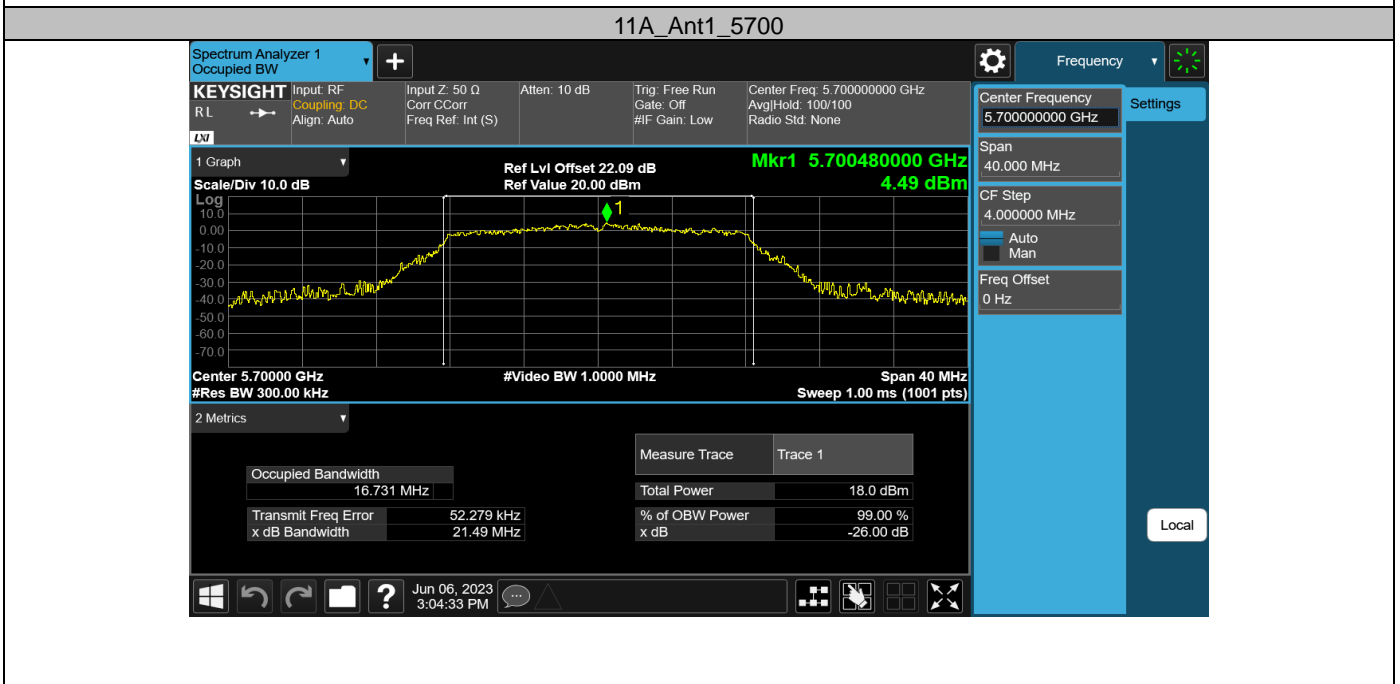 11A_Ant1_5700
Spectrum Analyzer 1
Occupied BW
Frequency
KEYSIGHT
R L
LXI
Input: RF
Coupling: DC
Align: Auto
Input Z: 50 Ω
Corr CCorr
Freq Ref: Int (S)
Atten: 10 dB
Trig: Free Run
Gate: Off
#IF Gain: Low
Center Freq: 5.700000000 GHz
Avg|Hold: 100/100
Radio Std: None
Center Frequency
5.700000000 GHz
Settings
Span
40.000 MHz
CF Step
4.000000 MHz
Auto
Man
Freq Offset
0 Hz
Local
1 Graph
Scale/Div 10.0 dB
Ref Lvl Offset 22.09 dB
Ref Value 20.00 dBm
Mkr1 5.700480000 GHz
4.49 dBm
Log
10.0
0.00
-10.0
-20.0
-30.0
-40.0
-50.0
-60.0
-70.0
1
Center 5.70000 GHz
#Video BW 1.0000 MHz
Span 40 MHz
#Res BW 300.00 kHz
Sweep 1.00 ms (1001 pts)
2 Metrics
Measure Trace Trace 1
Occupied Bandwidth
16.731 MHz
Total Power 18.0 dBm
Transmit Freq Error 52.279 kHz
% of OBW Power 99.00 %
x dB Bandwidth 21.49 MHz
x dB -26.00 dB
?
Jun 06, 2023
3:04:33 PM